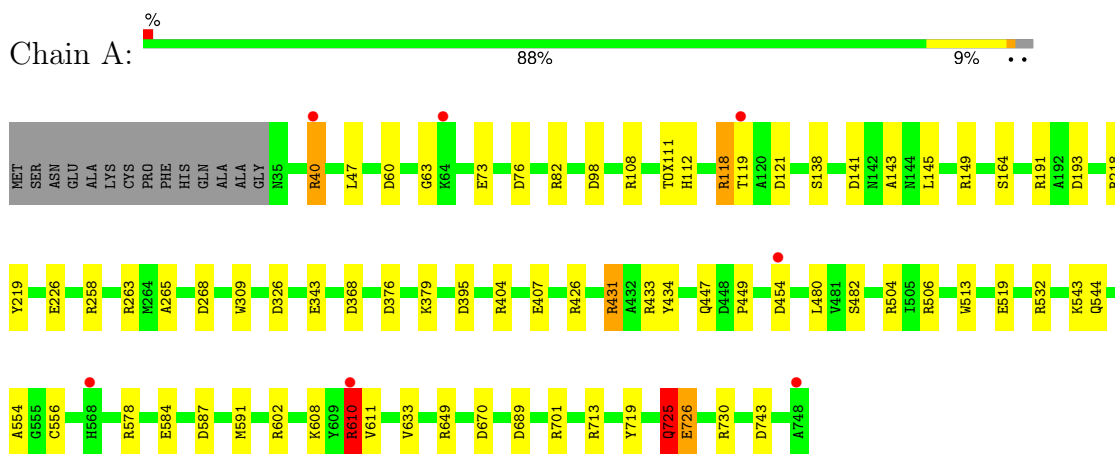 %
Chain A:
88% 9% ..
MET SER ASN GLU ALA LYS CYS PRO PHE HIS GLN ALA ALA GLY N35 R40 L47 D60 G63 K64 E73 D76 R82 D98 R108 TOX111 H112 R118 T119 A120 D121 S138 D141 N142 A143 N144 L145 R149 S164 R191 A192 D193 R218
Y219 E226 R258 R263 M264 A265 D268 W309 D326 E343 D368 D376 K379 D395 R404 E407 R426 R431 A432 R433 Y434 Q447 D448 P449 D454 L480 V481 S482 R504 I505 R506 W513 E519 R532 K543 Q544
A554 G555 C556 H568 R578 E584 D587 M591 R602 K608 Y609 R610 V611 V633 R649 D670 D689 R701 R713 Y719 Q725 E726 R730 D743 A748